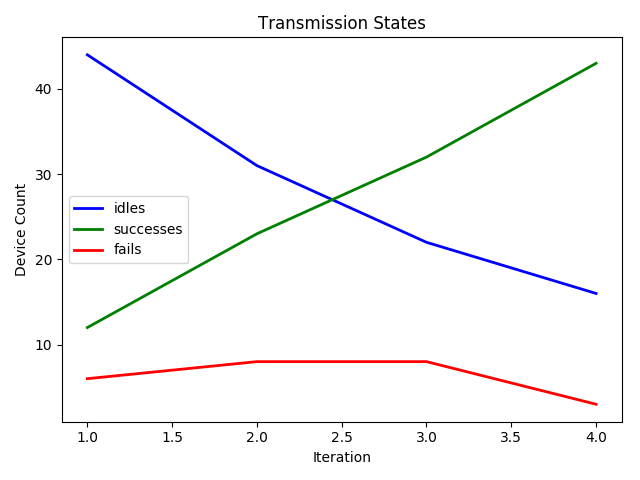 Transmission States
Device Count
40
30
20
10
idles
successes
fails
1.0 1.5 2.0 2.5 3.0 3.5 4.0
Iteration